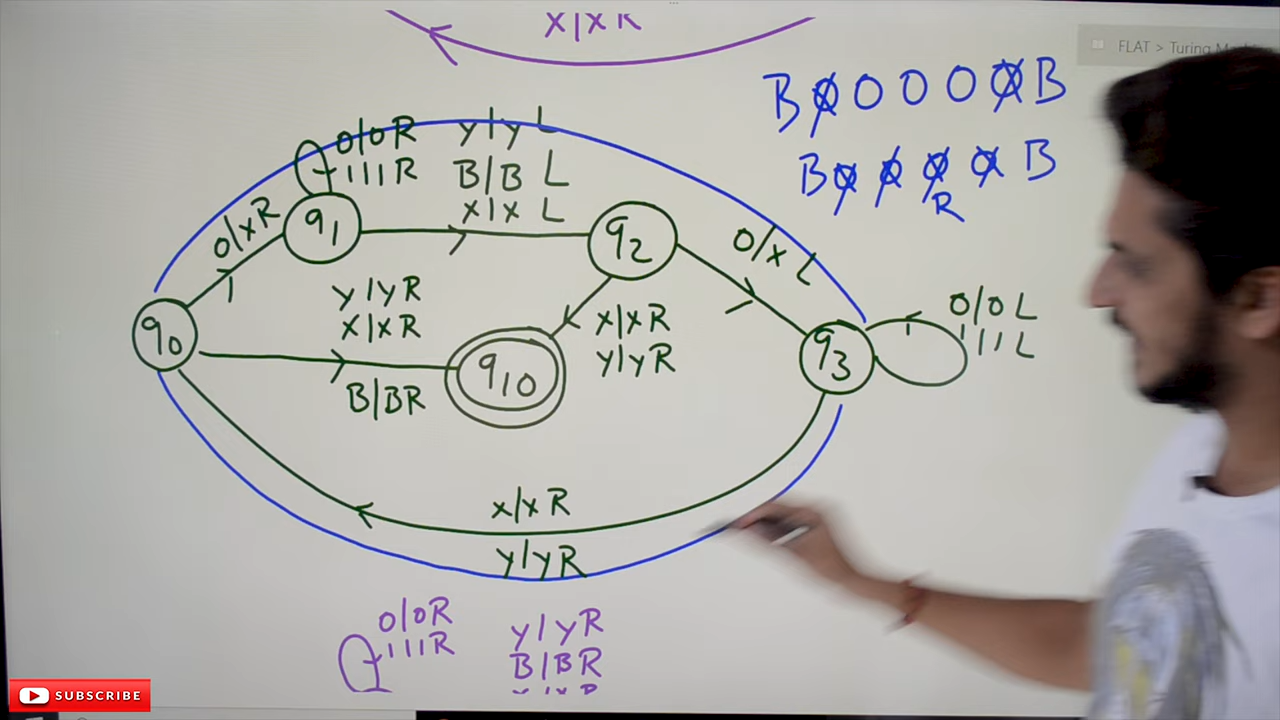 x|x R
FLAT > Turing Ma
B 0 0 0 0 0 B
B 0 0 0 0 B
R
0|0 R
1|1 R
y|y L
B|B L
x|x L
0|x R
q1
q2
0|x L
y|y R
x|x R
q0
B|B R
q10
x|x R
y|y R
q3
0|0 L
1|1 L
x|x R
y|y R
0|0 R
1|1 R
y|y R
B|B R
SUBSCRIBE